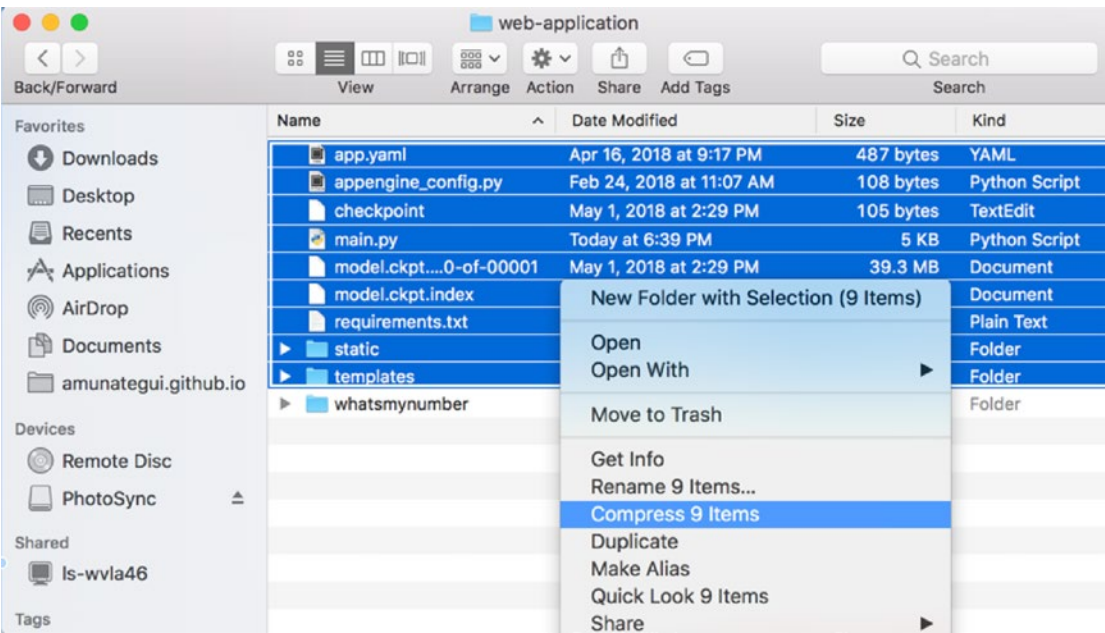 web-application
Back/Forward View Arrange Action Share Add Tags Search
Search
Favorites
Downloads
Desktop
Recents
Applications
AirDrop
Documents
amunategui.github.io
Devices
Remote Disc
PhotoSync
Shared
ls-wvla46
Tags
Name Date Modified Size Kind
app.yaml Apr 16, 2018 at 9:17 PM 487 bytes YAML
appengine_config.py Feb 24, 2018 at 11:07 AM 108 bytes Python Script
checkpoint May 1, 2018 at 2:29 PM 105 bytes TextEdit
main.py Today at 6:39 PM 5 KB Python Script
model.ckpt....0-of-00001 May 1, 2018 at 2:29 PM 39.3 MB Document
model.ckpt.index Document
requirements.txt Plain Text
static Folder
templates Folder
whatsmynumber Folder
New Folder with Selection (9 Items)
Open
Open With
Move to Trash
Get Info
Rename 9 Items...
Compress 9 Items
Duplicate
Make Alias
Quick Look 9 Items
Share